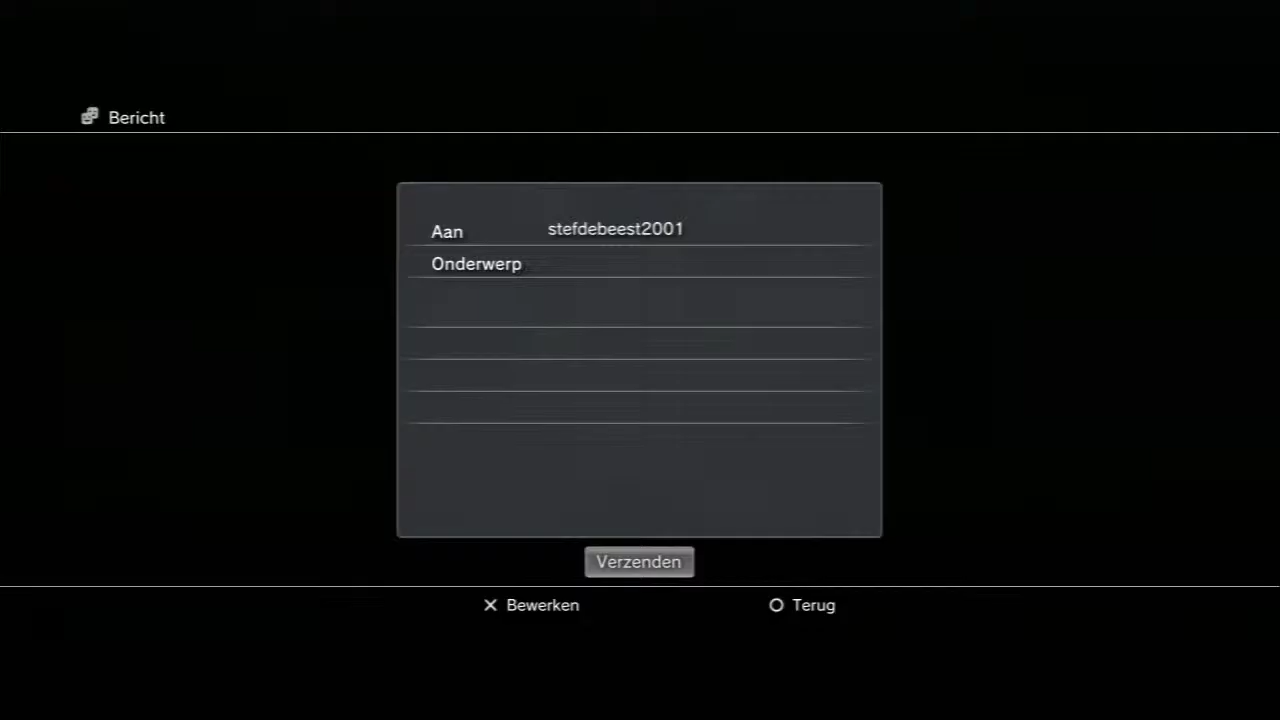 Bericht
Aan stefdebeest2001
Onderwerp
Verzenden
Bewerken Terug